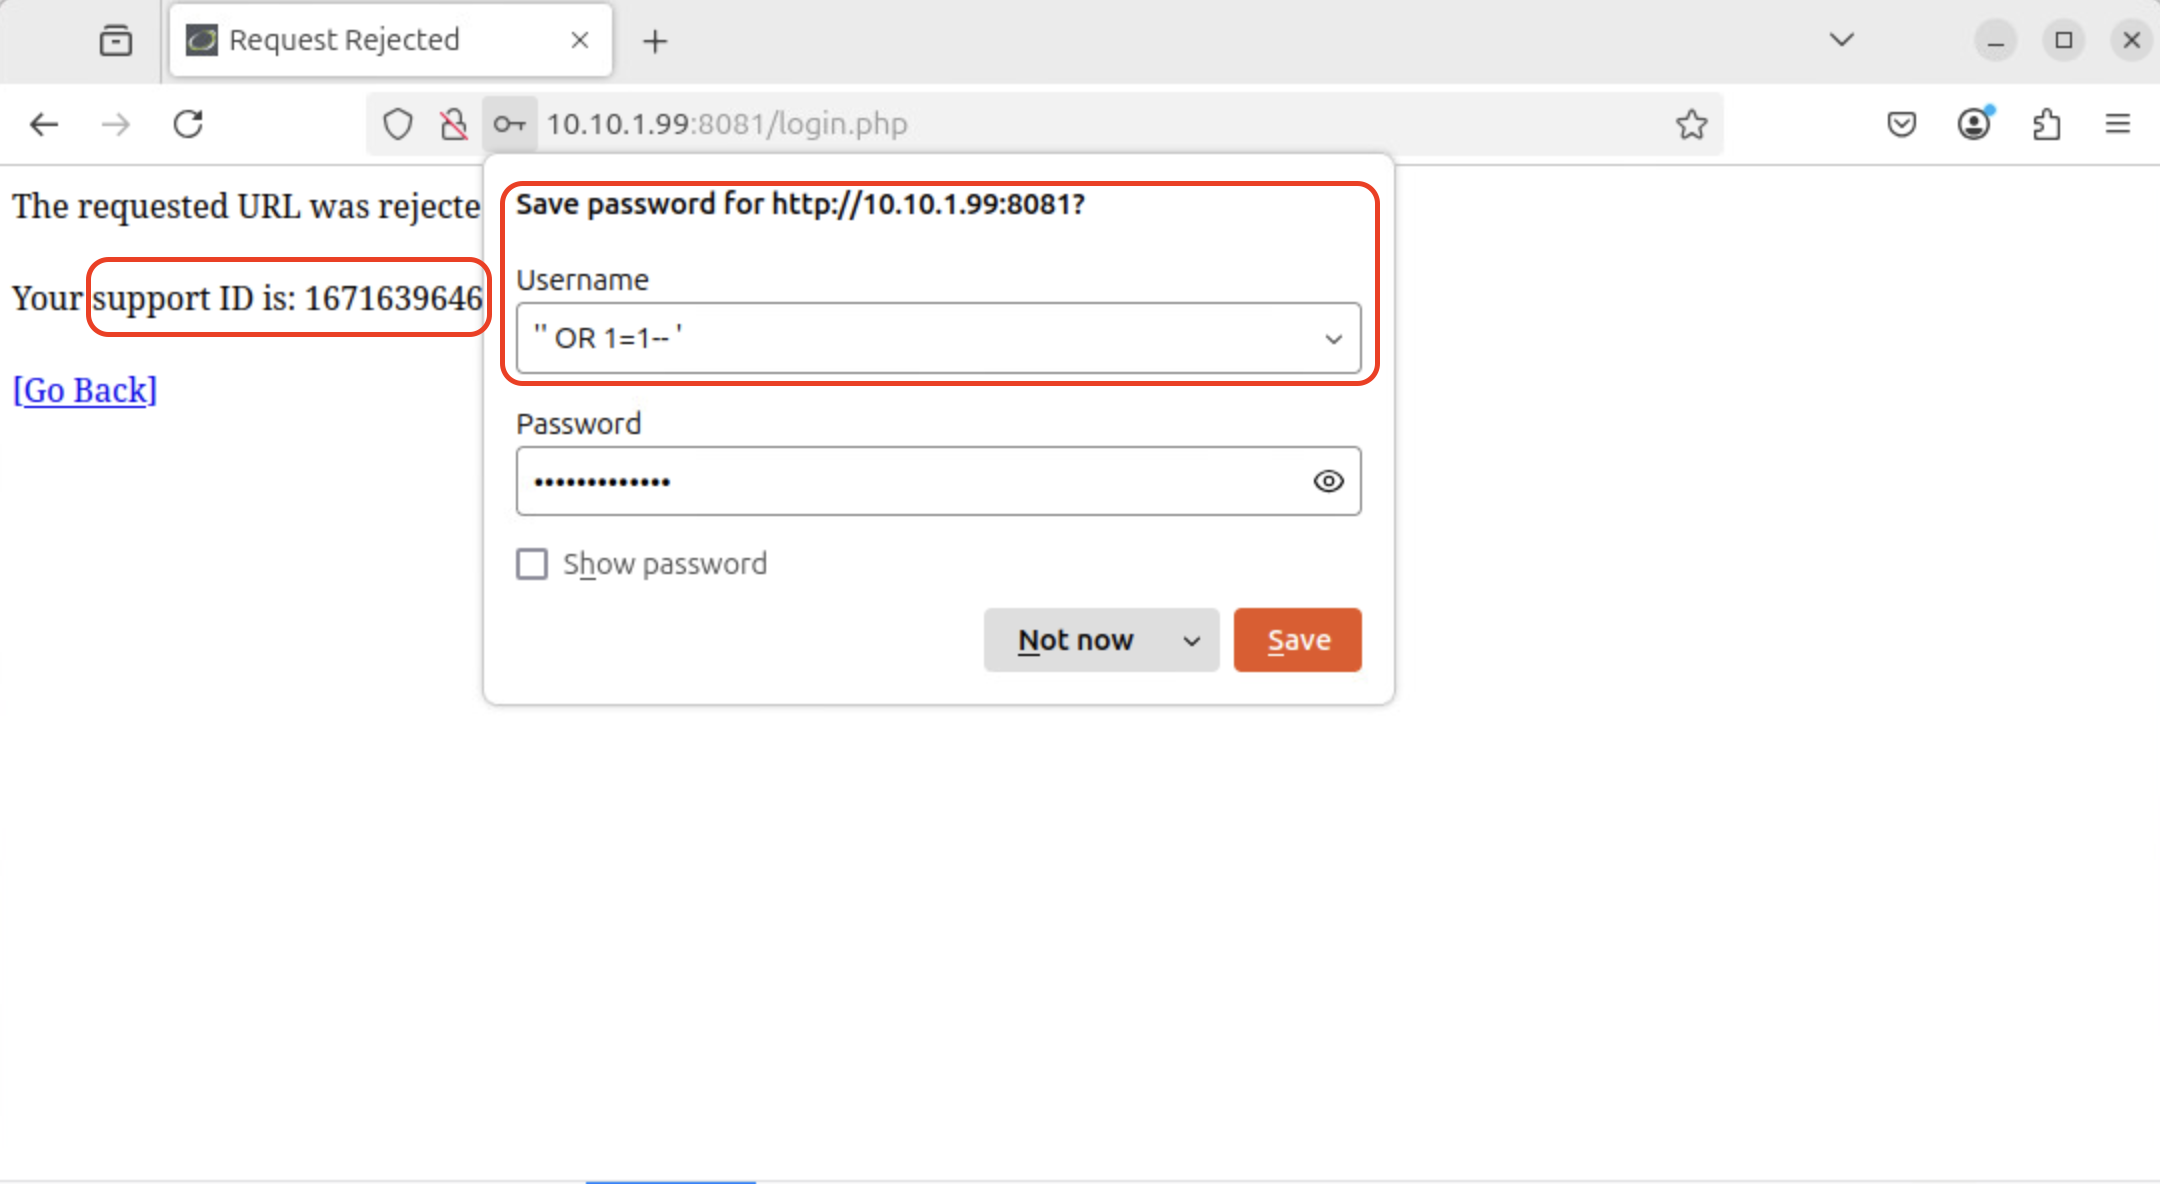 Request Rejected
10.10.1.99:8081/login.php
The requested URL was rejecte
Your support ID is: 1671639646
[Go Back]
Save password for http://10.10.1.99:8081?
Username
'' OR 1=1-- '
Password
•••••••••••••
Show password
Not now
Save